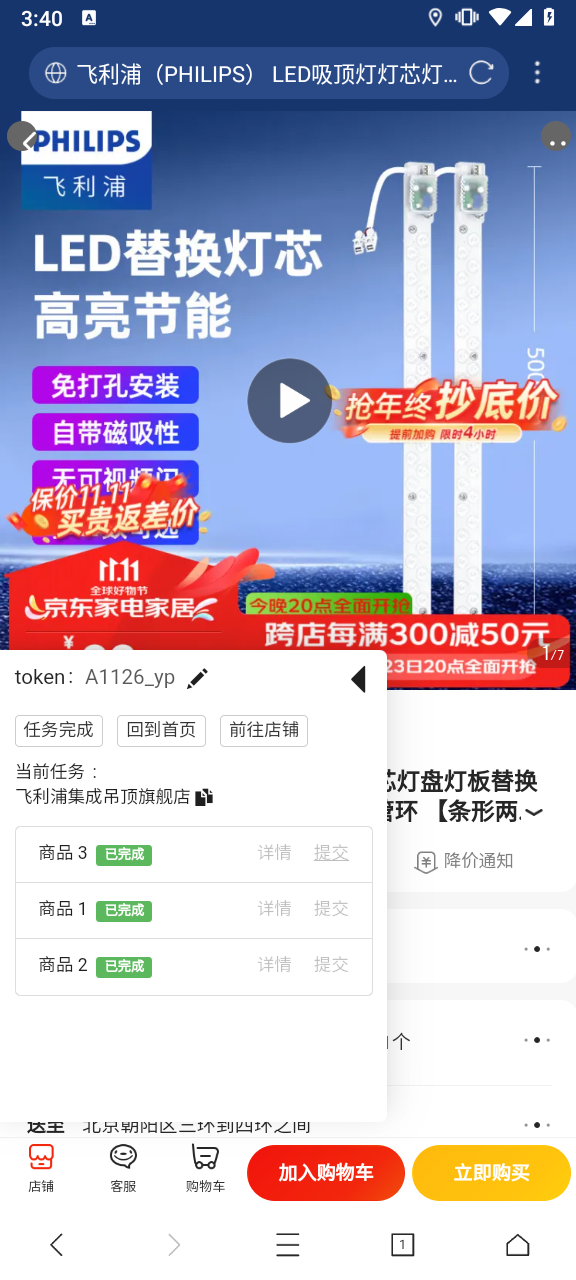 3:40
飞利浦（PHILIPS） LED吸顶灯灯芯灯...
PHILIPS
飞利浦
LED替换灯芯
高亮节能
免打孔安装
自带磁吸性
无可视频闪
抢年终抄底价
提前加购 限时4小时
保价11.11
买贵返差价
11.11
全球好物节
京东家电家居
¥
今晚20点全面开抢
跨店每满300减50元
23日20点全面开抢
1/7
token： A1126_yp
任务完成
回到首页
前往店铺
当前任务 ：
飞利浦集成吊顶旗舰店
商品 3 已完成 详情 提交
商品 1 已完成 详情 提交
商品 2 已完成 详情 提交
芯灯盘灯板替换
管环 【条形两.
降价通知
个
送至 北京朝阳区三环到四环之间
店铺
客服
购物车
加入购物车
立即购买
1